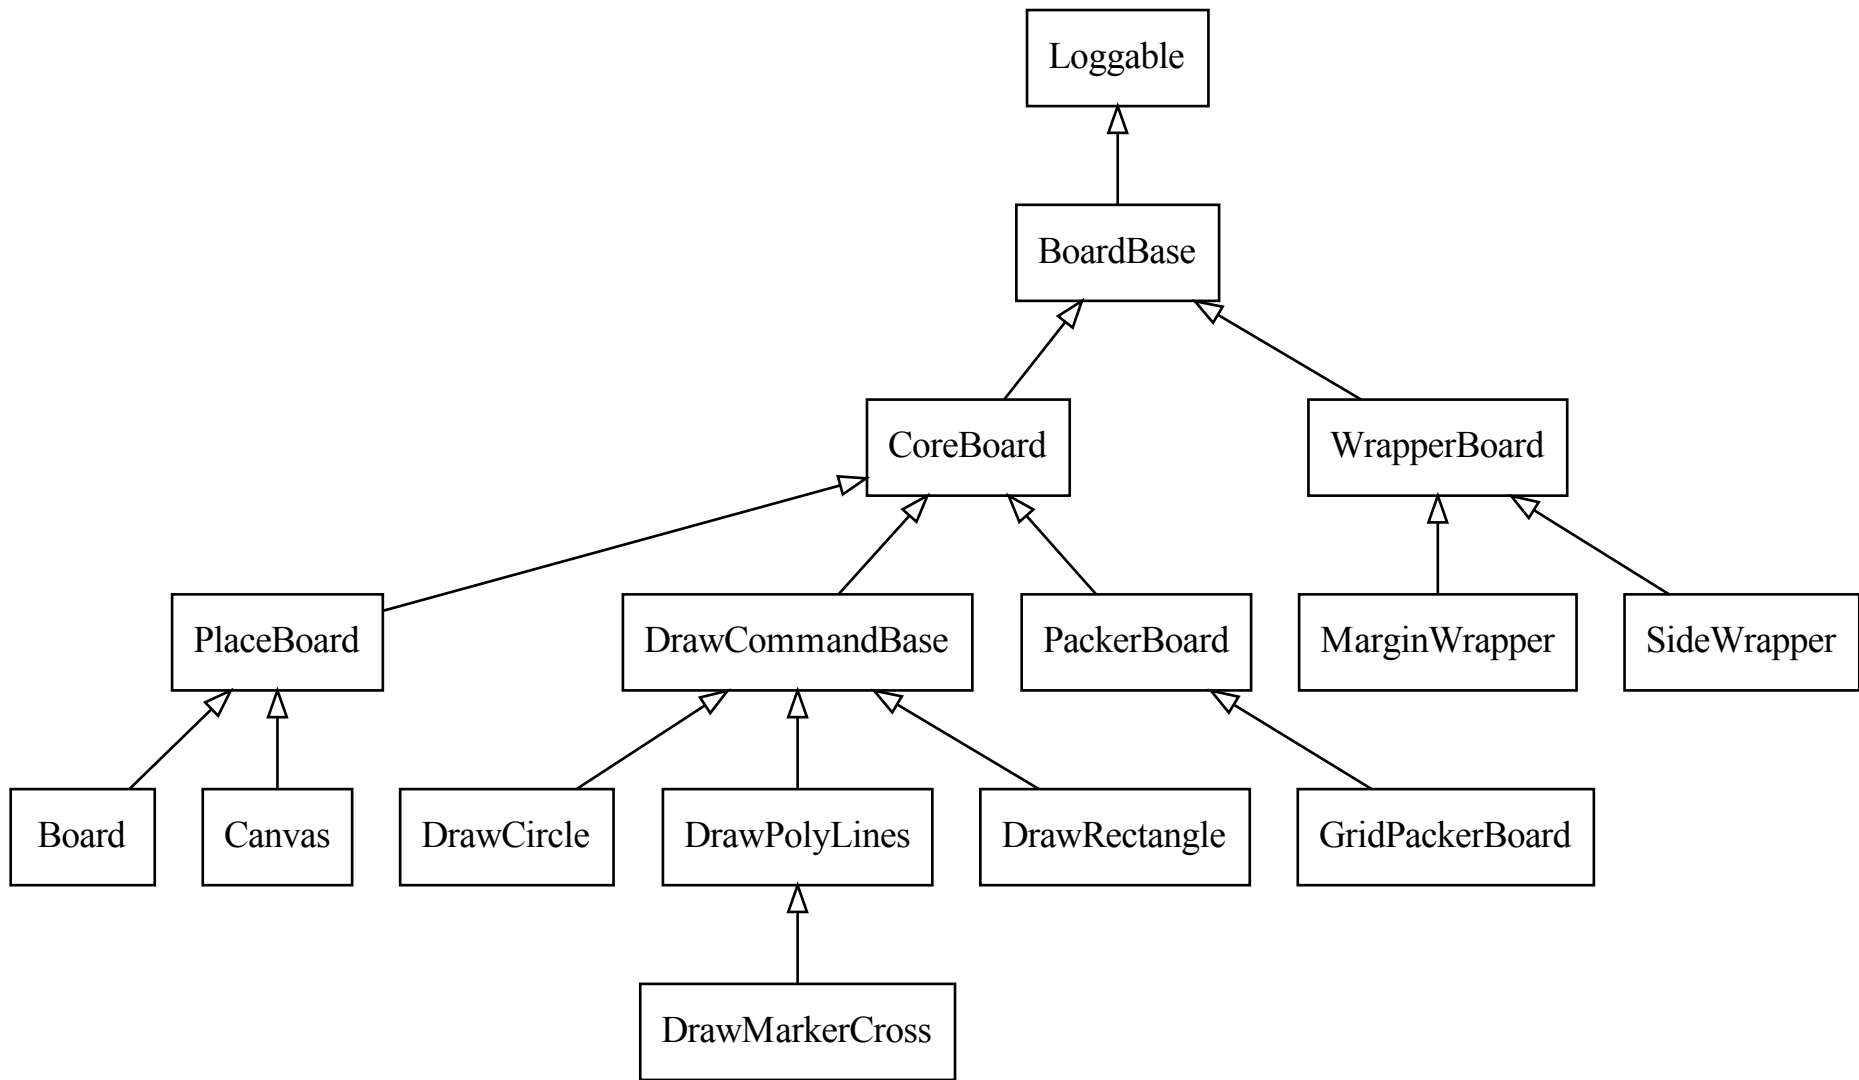 Loggable
BoardBase
CoreBoard
WrapperBoard
PlaceBoard
DrawCommandBase
PackerBoard
MarginWrapper
SideWrapper
Board
Canvas
DrawCircle
DrawPolyLines
DrawRectangle
GridPackerBoard
DrawMarkerCross